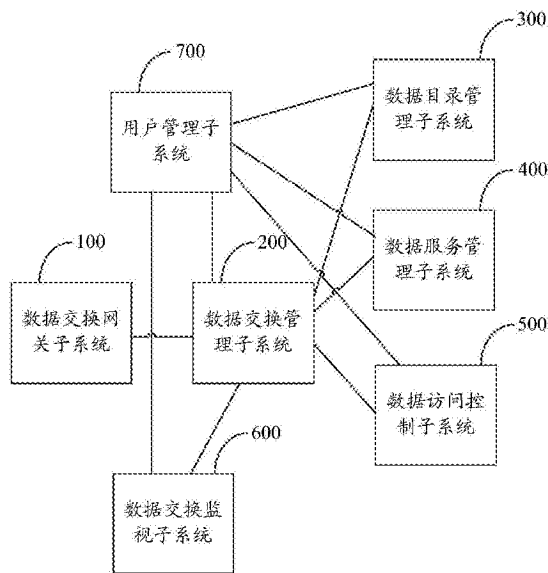 700
用户管理子
系统
300
数据目录管
理子系统
400
数据服务管
理子系统
100
数据交换网
关子系统
200
数据交换管
理子系统
500
数据访问控
制子系统
600
数据交换监
视子系统